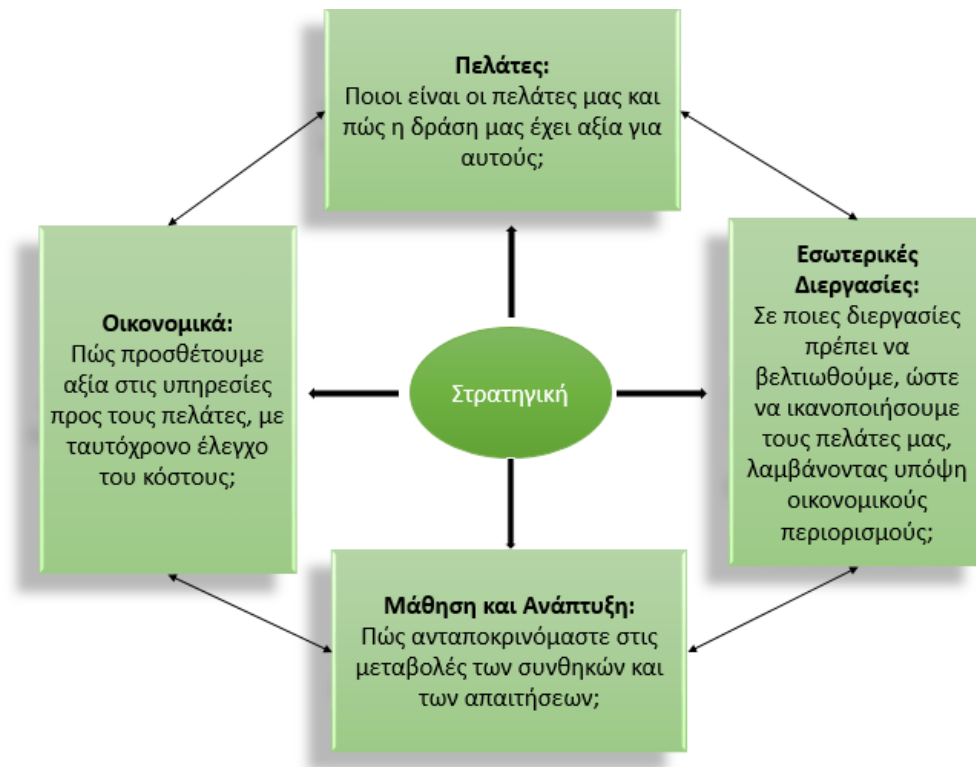 Πελάτες:
Ποιοι είναι οι πελάτες μας και
πώς η δράση μας έχει αξία για
αυτούς;
Οικονομικά:
Πώς προσθέτουμε
αξία στις υπηρεσίες
προς τους πελάτες, με
ταυτόχρονο έλεγχο
του κόστους;
Στρατηγική
Εσωτερικές
Διεργασίες:
Σε ποιες διεργασίες
πρέπει να
βελτιωθούμε, ώστε
να ικανοποιήσουμε
τους πελάτες μας,
λαμβάνοντας υπόψη
οικονομικούς
περιορισμούς;
Μάθηση και Ανάπτυξη:
Πώς ανταποκρινόμαστε στις
μεταβολές των συνθηκών και
των απαιτήσεων;